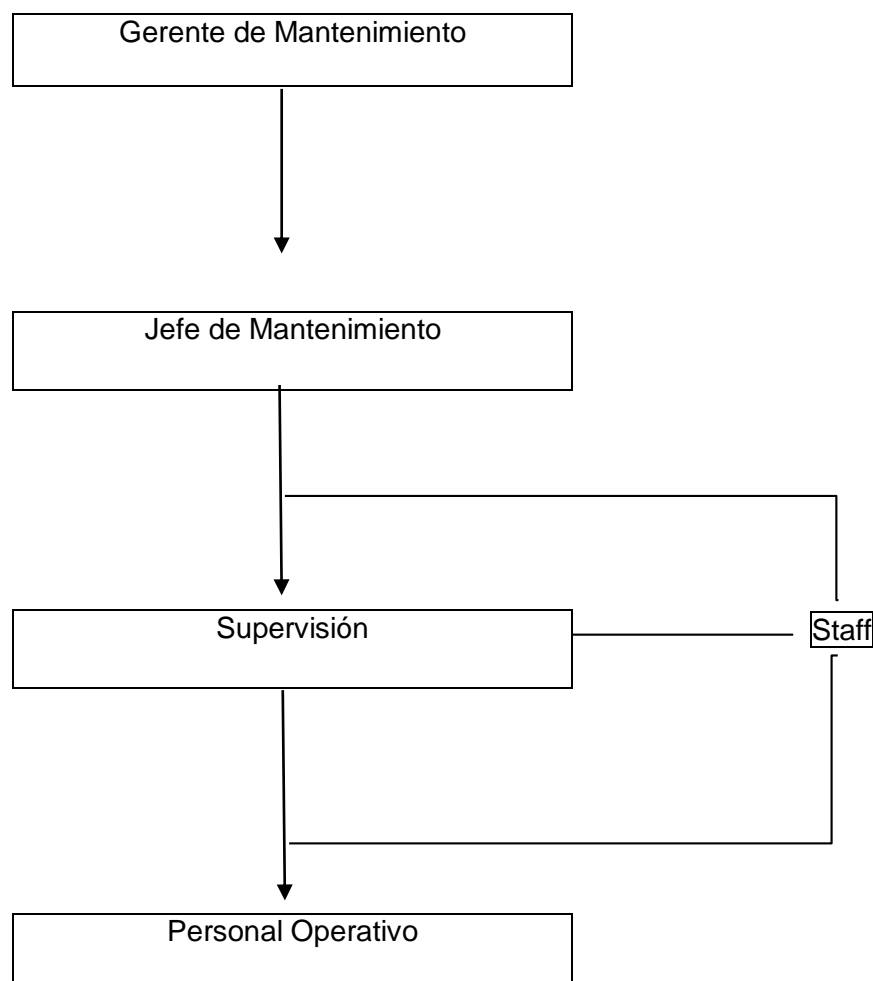 Gerente de Mantenimiento
Jefe de Mantenimiento
Supervisión
Staff
Personal Operativo